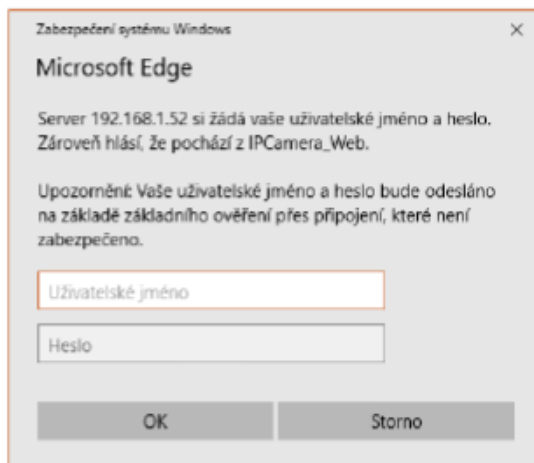 Zabezpečení systému Windows
Microsoft Edge
Server 192.168.1.52 si žádá vaše uživatelské jméno a heslo.
Zároveň hlásí, že pochází z IPCamera_Web.
Upozornění: Vaše uživatelské jméno a heslo bude odesláno
na základě základního ověření přes připojení, které není
zabezpečeno.
Uživatelské jméno
Heslo
OK Storno